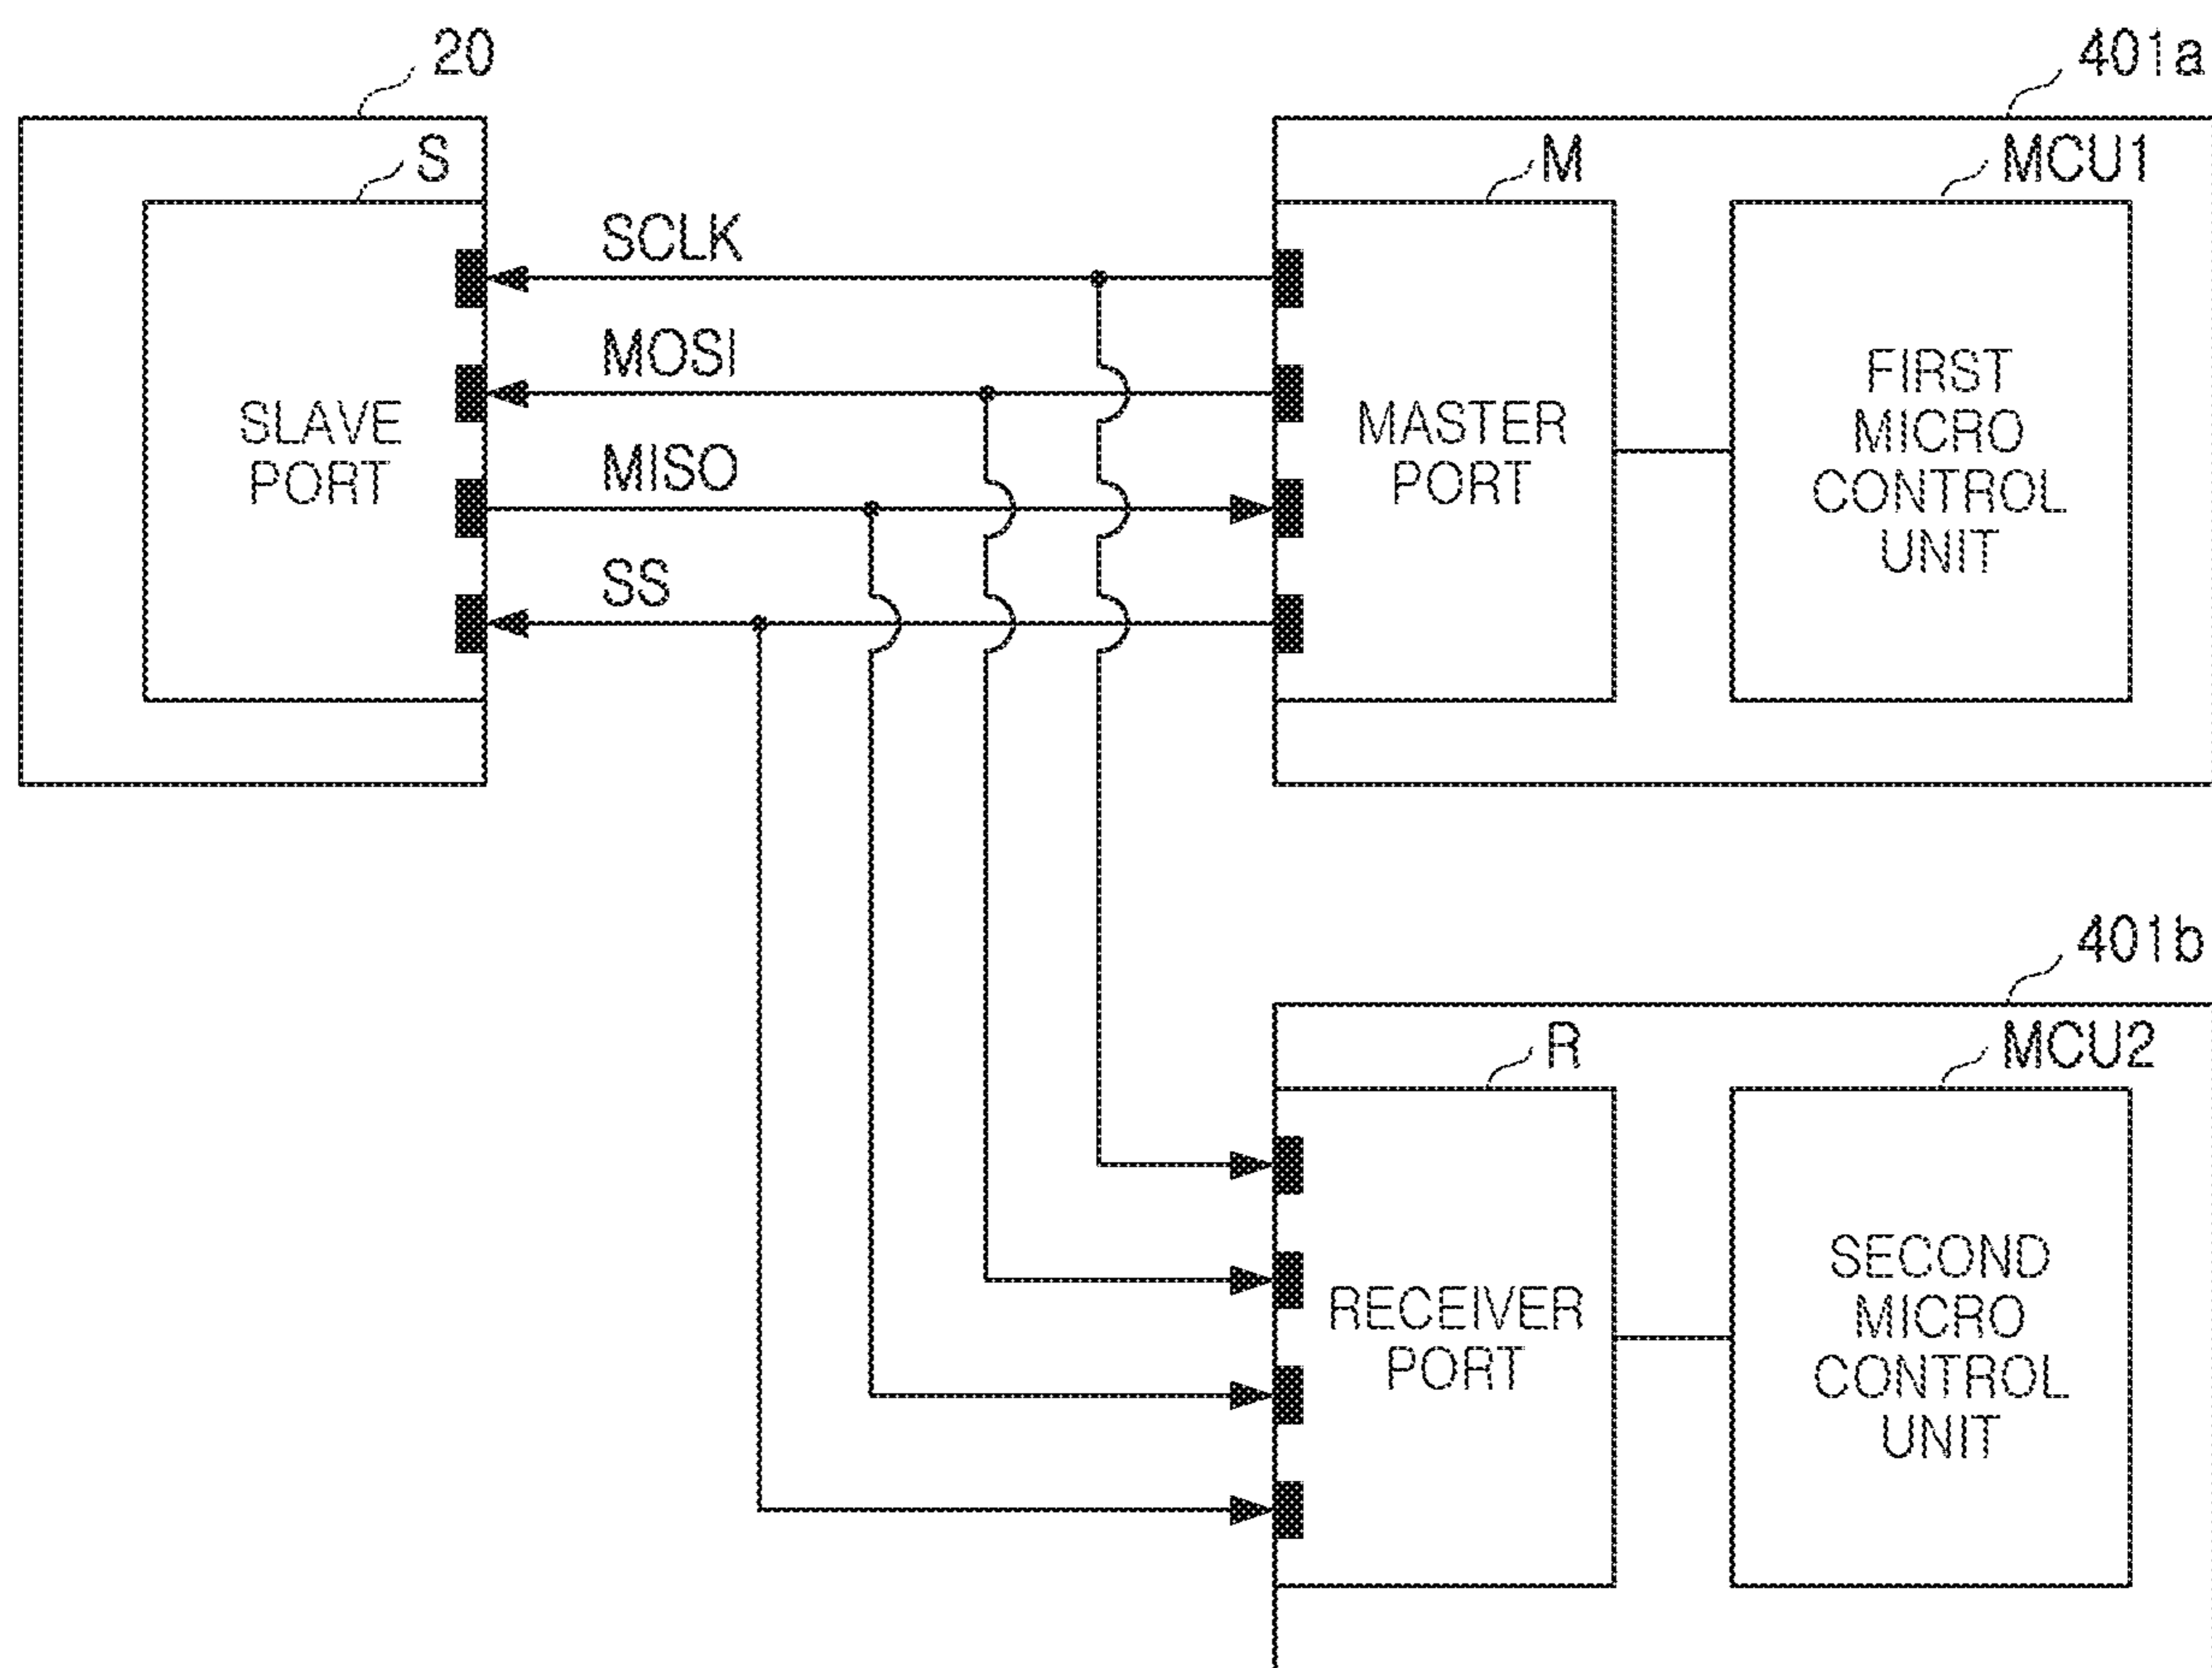 20
401a
S
M
MCU1
SCLK
MOSI
MISO
SS
SLAVE
PORT
MASTER
PORT
FIRST
MICRO
CONTROL
UNIT
401b
R
MCU2
RECEIVER
PORT
SECOND
MICRO
CONTROL
UNIT